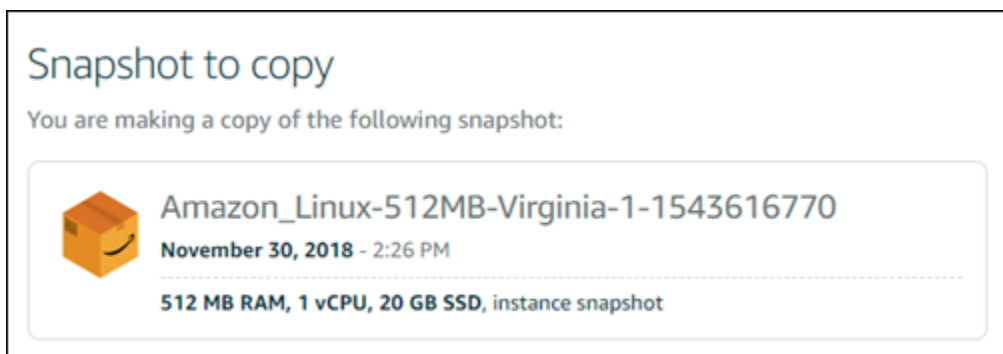 Snapshot to copy
You are making a copy of the following snapshot:
Amazon_Linux-512MB-Virginia-1-1543616770
November 30, 2018 - 2:26 PM
512 MB RAM, 1 vCPU, 20 GB SSD, instance snapshot